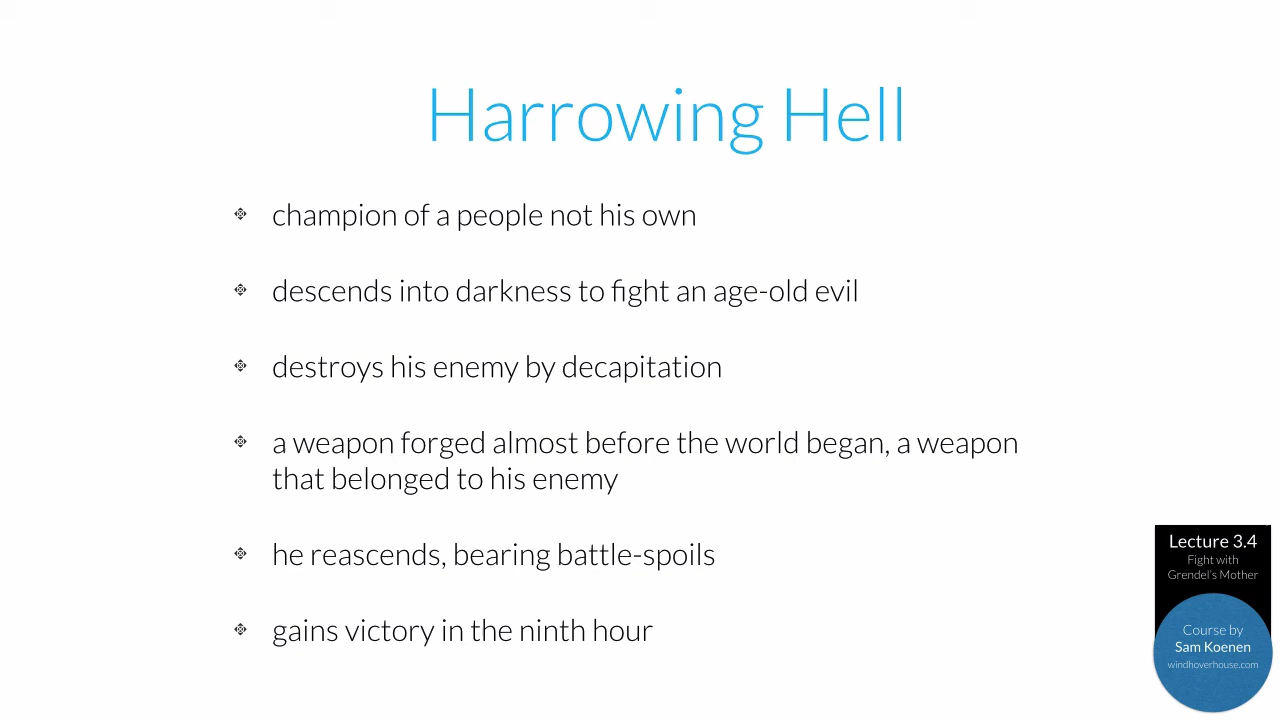 Harrowing Hell
champion of a people not his own
descends into darkness to fight an age-old evil
destroys his enemy by decapitation
a weapon forged almost before the world began, a weapon
that belonged to his enemy
he reascends, bearing battle-spoils
gains victory in the ninth hour
Lecture 3.4
Fight with
Grendel's Mother
Course by
Sam Koenen
windhoverhouse.com